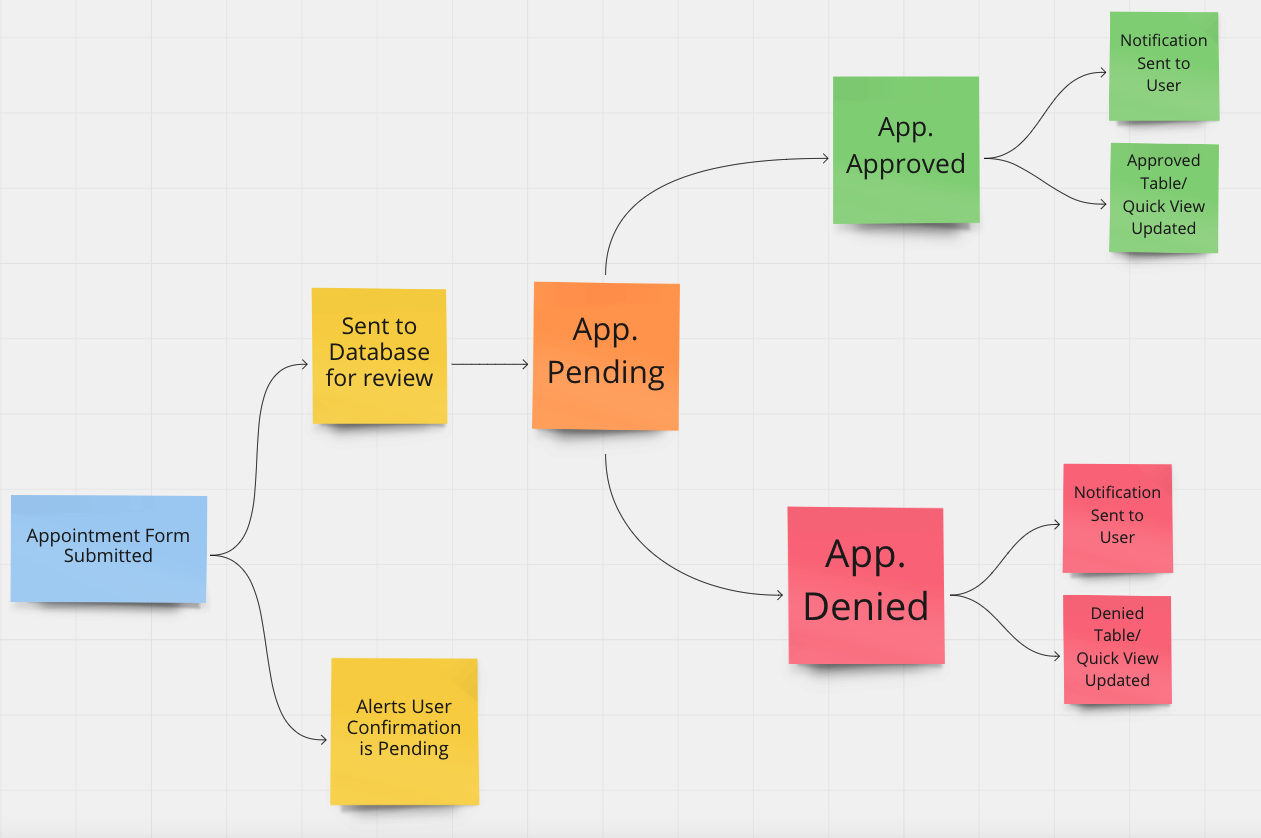 Appointment Form
Submitted
Sent to
Database
for review
Alerts User
Confirmation
is Pending
App.
Pending
App.
Approved
Notification
Sent to
User
Approved
Table/
Quick View
Updated
App.
Denied
Notification
Sent to
User
Denied
Table/
Quick View
Updated